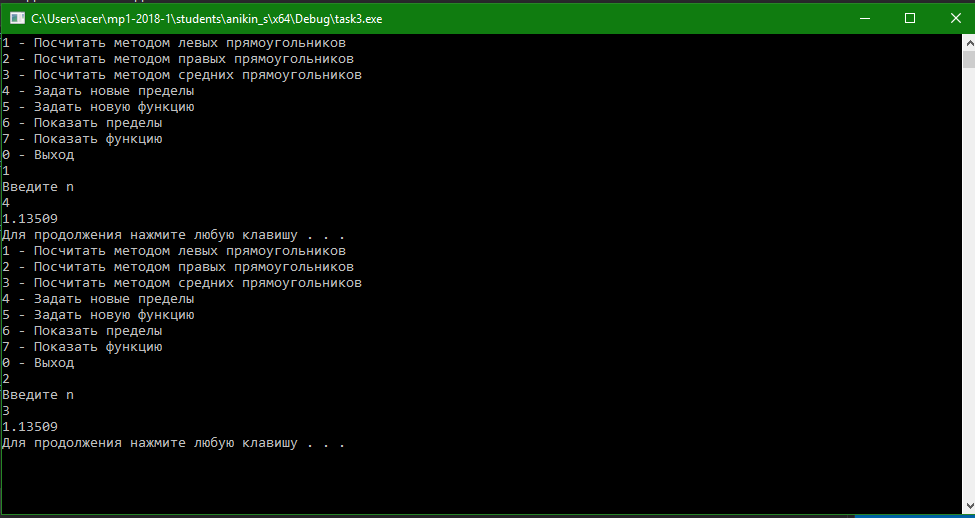 C:\Users\acer\mp1-2018-1\students\anikin_s\x64\Debug\task3.exe
1 - Посчитать методом левых прямоугольников
2 - Посчитать методом правых прямоугольников
3 - Посчитать методом средних прямоугольников
4 - Задать новые пределы
5 - Задать новую функцию
6 - Показать пределы
7 - Показать функцию
0 - Выход
1
Введите n
4
1.13509
Для продолжения нажмите любую клавишу . . .
1 - Посчитать методом левых прямоугольников
2 - Посчитать методом правых прямоугольников
3 - Посчитать методом средних прямоугольников
4 - Задать новые пределы
5 - Задать новую функцию
6 - Показать пределы
7 - Показать функцию
0 - Выход
2
Введите n
3
1.13509
Для продолжения нажмите любую клавишу . . .